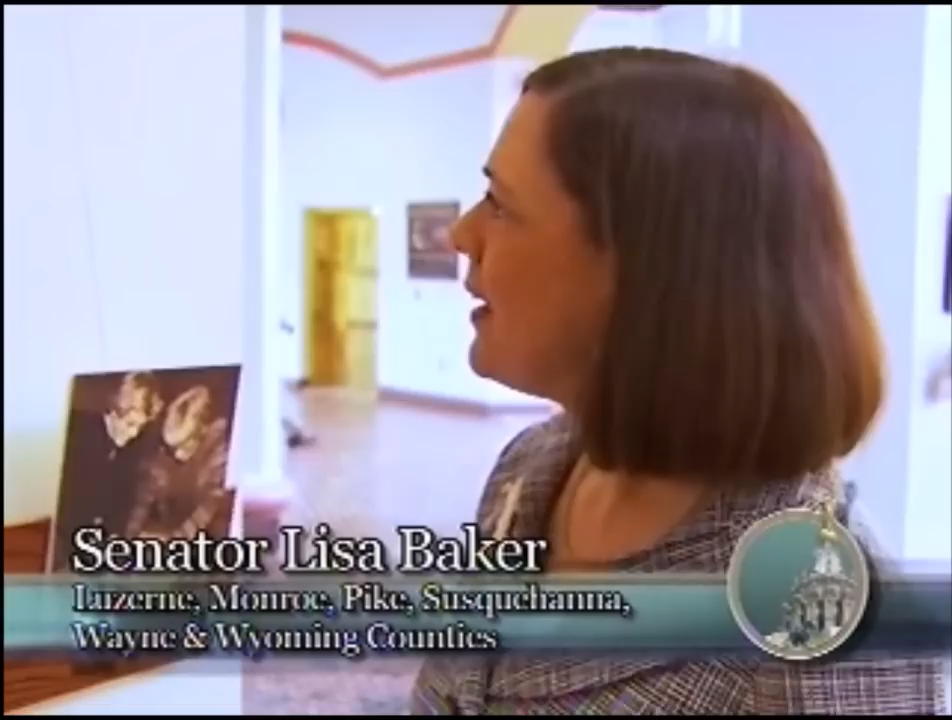 Senator Lisa Baker
Luzerne, Monroe, Pike, Susquehanna,
Wayne & Wyoming Counties